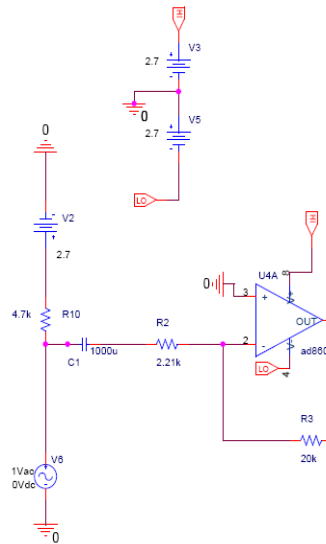 HI
V3
2.7
0
V5
2.7
LO
0
V2
2.7
HI
U4A
8
0
3
+
V+
4.7k
R10
R2
OUT
1000u
C1
2.21k
2
-
V-
LO
4
ad860
R3
20k
V6
1Vac
0Vdc
0